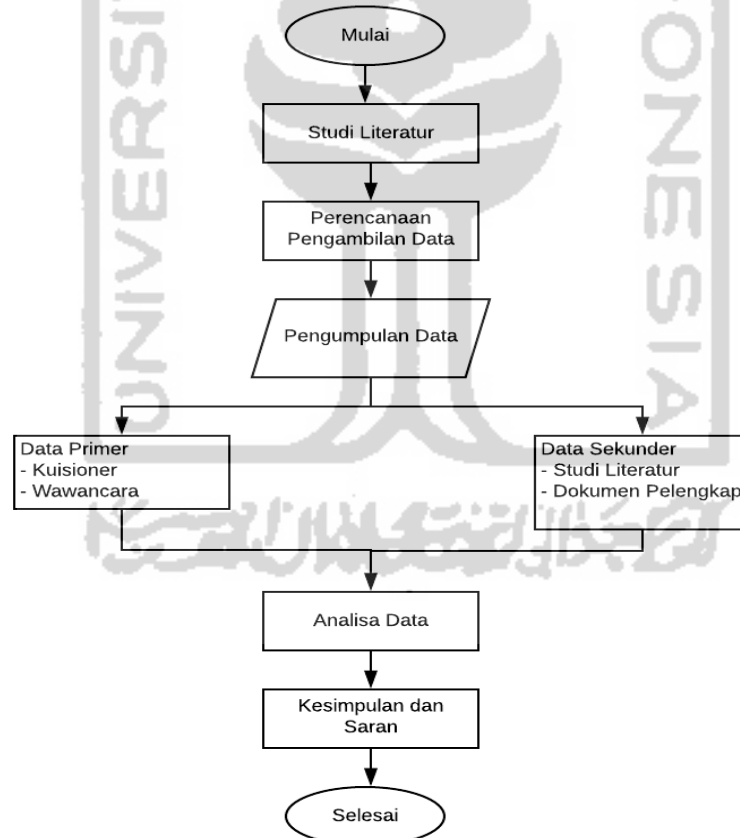 Mulai
Studi Literatur
Perencanaan
Pengambilan Data
Pengumpulan Data
Data Primer
- Kuisioner
- Wawancara
Data Sekunder
- Studi Literatur
- Dokumen Pelengkap
Analisa Data
Kesimpulan dan
Saran
Selesai